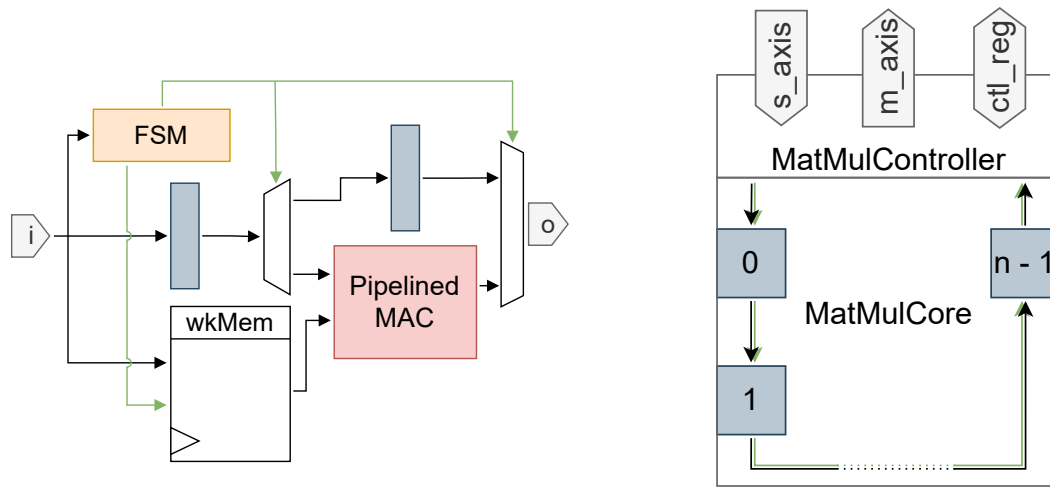 FSM
i
wkMem
Pipelined
MAC
o
s_axis
m_axis
ctl_reg
MatMulController
0
n - 1
MatMulCore
1